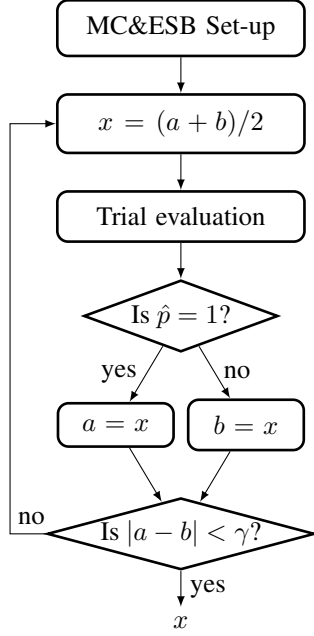 MC&ESB Set-up
x = (a + b)/2
Trial evaluation
Is p̂ = 1?
yes
no
a = x
b = x
no
Is |a − b| < γ?
yes
x